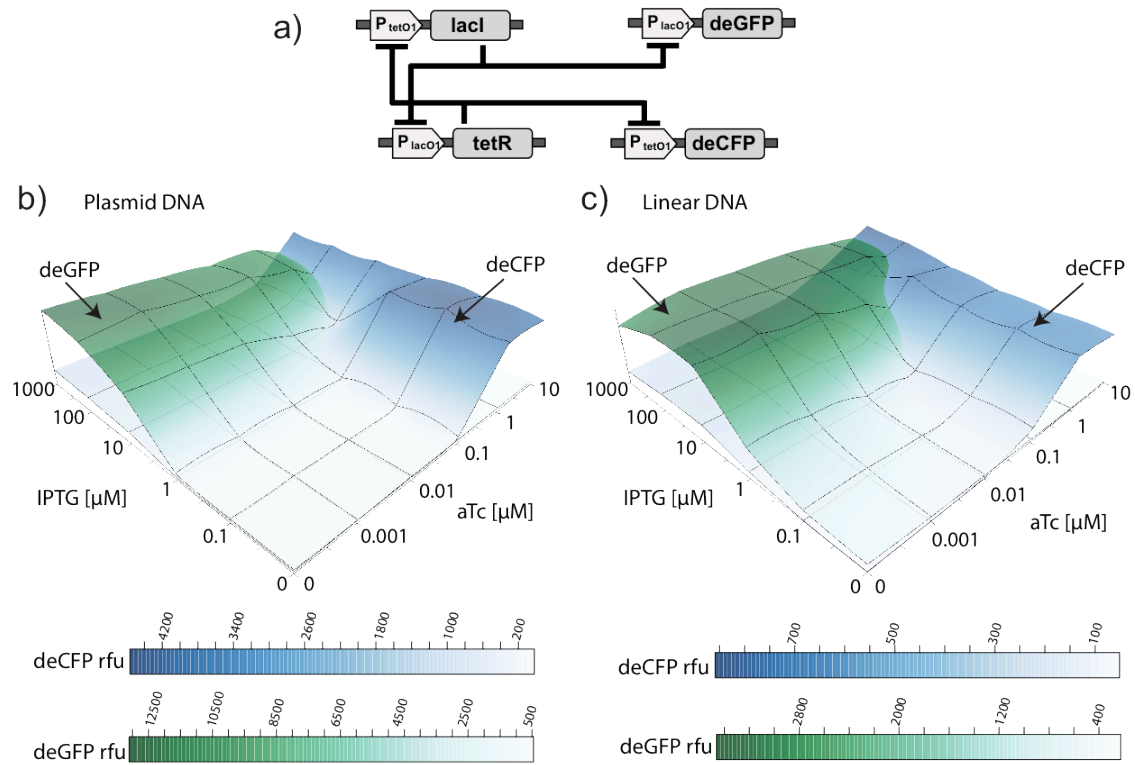 a)
P tetO1 lacI
P lacO1 deGFP
P lacO1 tetR
P tetO1 deCFP
b) Plasmid DNA
deGFP
deCFP
1000
100
10
1
0.1
0
IPTG [µM]
0
0.001
0.01
0.1
1
10
aTc [µM]
deCFP rfu
4200 3400 2600 1800 1000 200
deGFP rfu
12500 10500 8500 6500 4500 2500 500
c) Linear DNA
deGFP
deCFP
1000
100
10
1
0.1
0
IPTG [µM]
0
0.001
0.01
0.1
1
10
aTc [µM]
deCFP rfu
700 500 300 100
deGFP rfu
2800 2000 1200 400